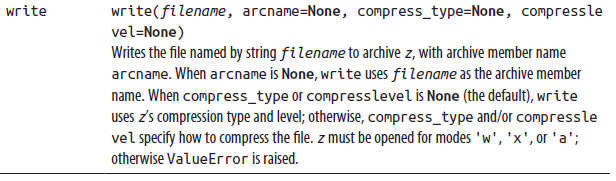 write write(filename, arcname=None, compress_type=None, compressle
vel=None)
Writes the file named by string filename to archive z, with archive member name
arcname. When arcname is None, write uses filename as the archive member
name. When compress_type or compresslevel is None (the default), write
uses z’s compression type and level; otherwise, compress_type and/or compressle
vel specify how to compress the file. z must be opened for modes 'w', 'x', or 'a';
otherwise ValueError is raised.